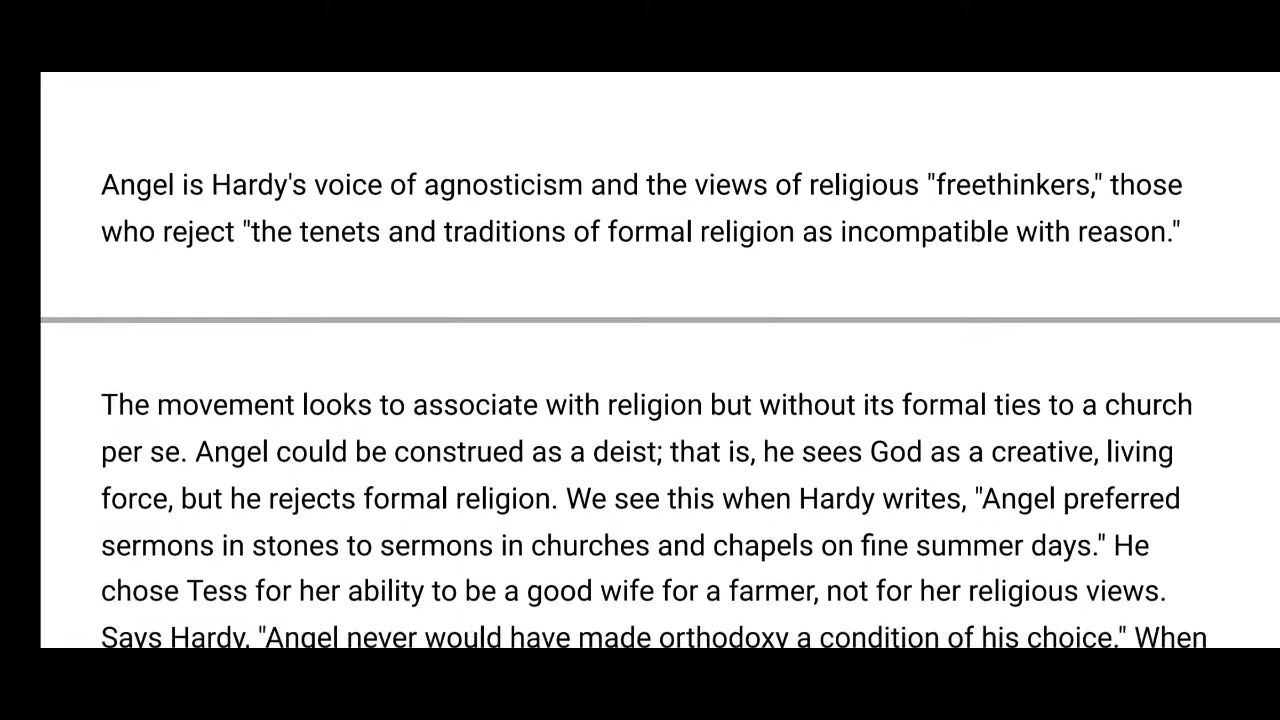 Angel is Hardy's voice of agnosticism and the views of religious "freethinkers," those
who reject "the tenets and traditions of formal religion as incompatible with reason."
The movement looks to associate with religion but without its formal ties to a church
per se. Angel could be construed as a deist; that is, he sees God as a creative, living
force, but he rejects formal religion. We see this when Hardy writes, "Angel preferred
sermons in stones to sermons in churches and chapels on fine summer days." He
chose Tess for her ability to be a good wife for a farmer, not for her religious views.
Says Hardy, "Angel never would have made orthodoxy a condition of his choice." When